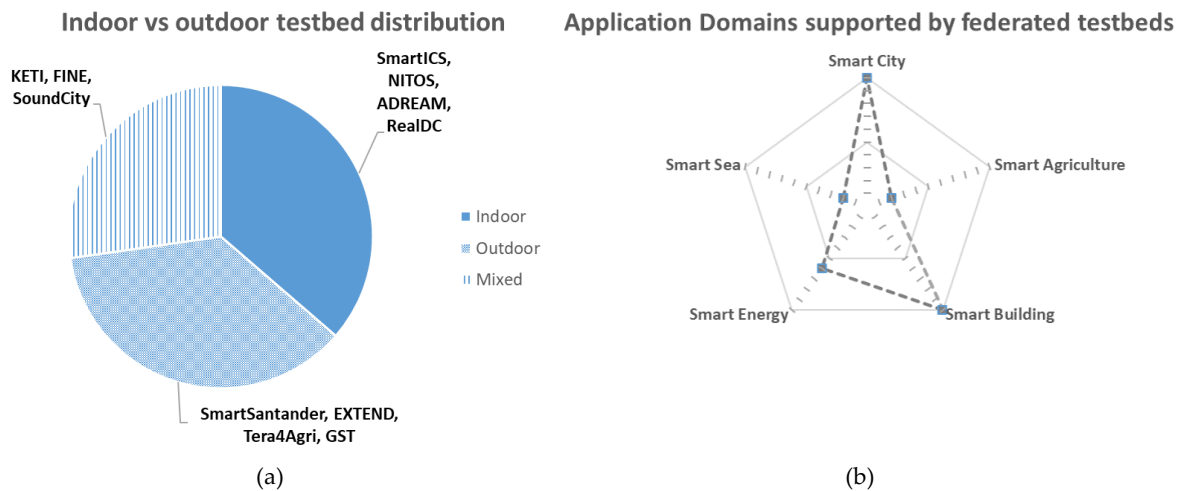 Indoor vs outdoor testbed distribution
KETI, FINE,
SoundCity
SmartICS,
NITOS,
ADREAM,
RealDC
Indoor
Outdoor
Mixed
SmartSantander, EXTEND,
Tera4Agri, GST
(a)
Application Domains supported by federated testbeds
Smart City
Smart Sea
Smart Agriculture
Smart Energy
Smart Building
(b)